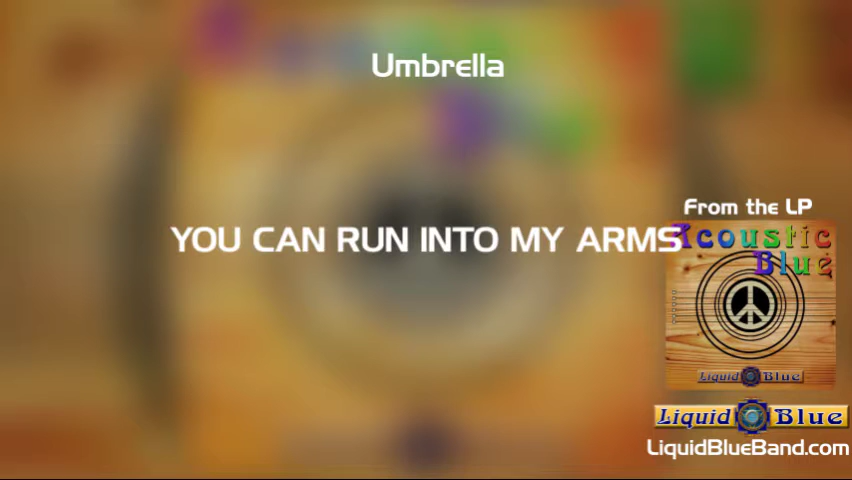 Umbrella
YOU CAN RUN INTO MY ARMS
From the LP
Acoustic
Blue
Liquid Blue
Liquid Blue
LiquidBlueBand.com